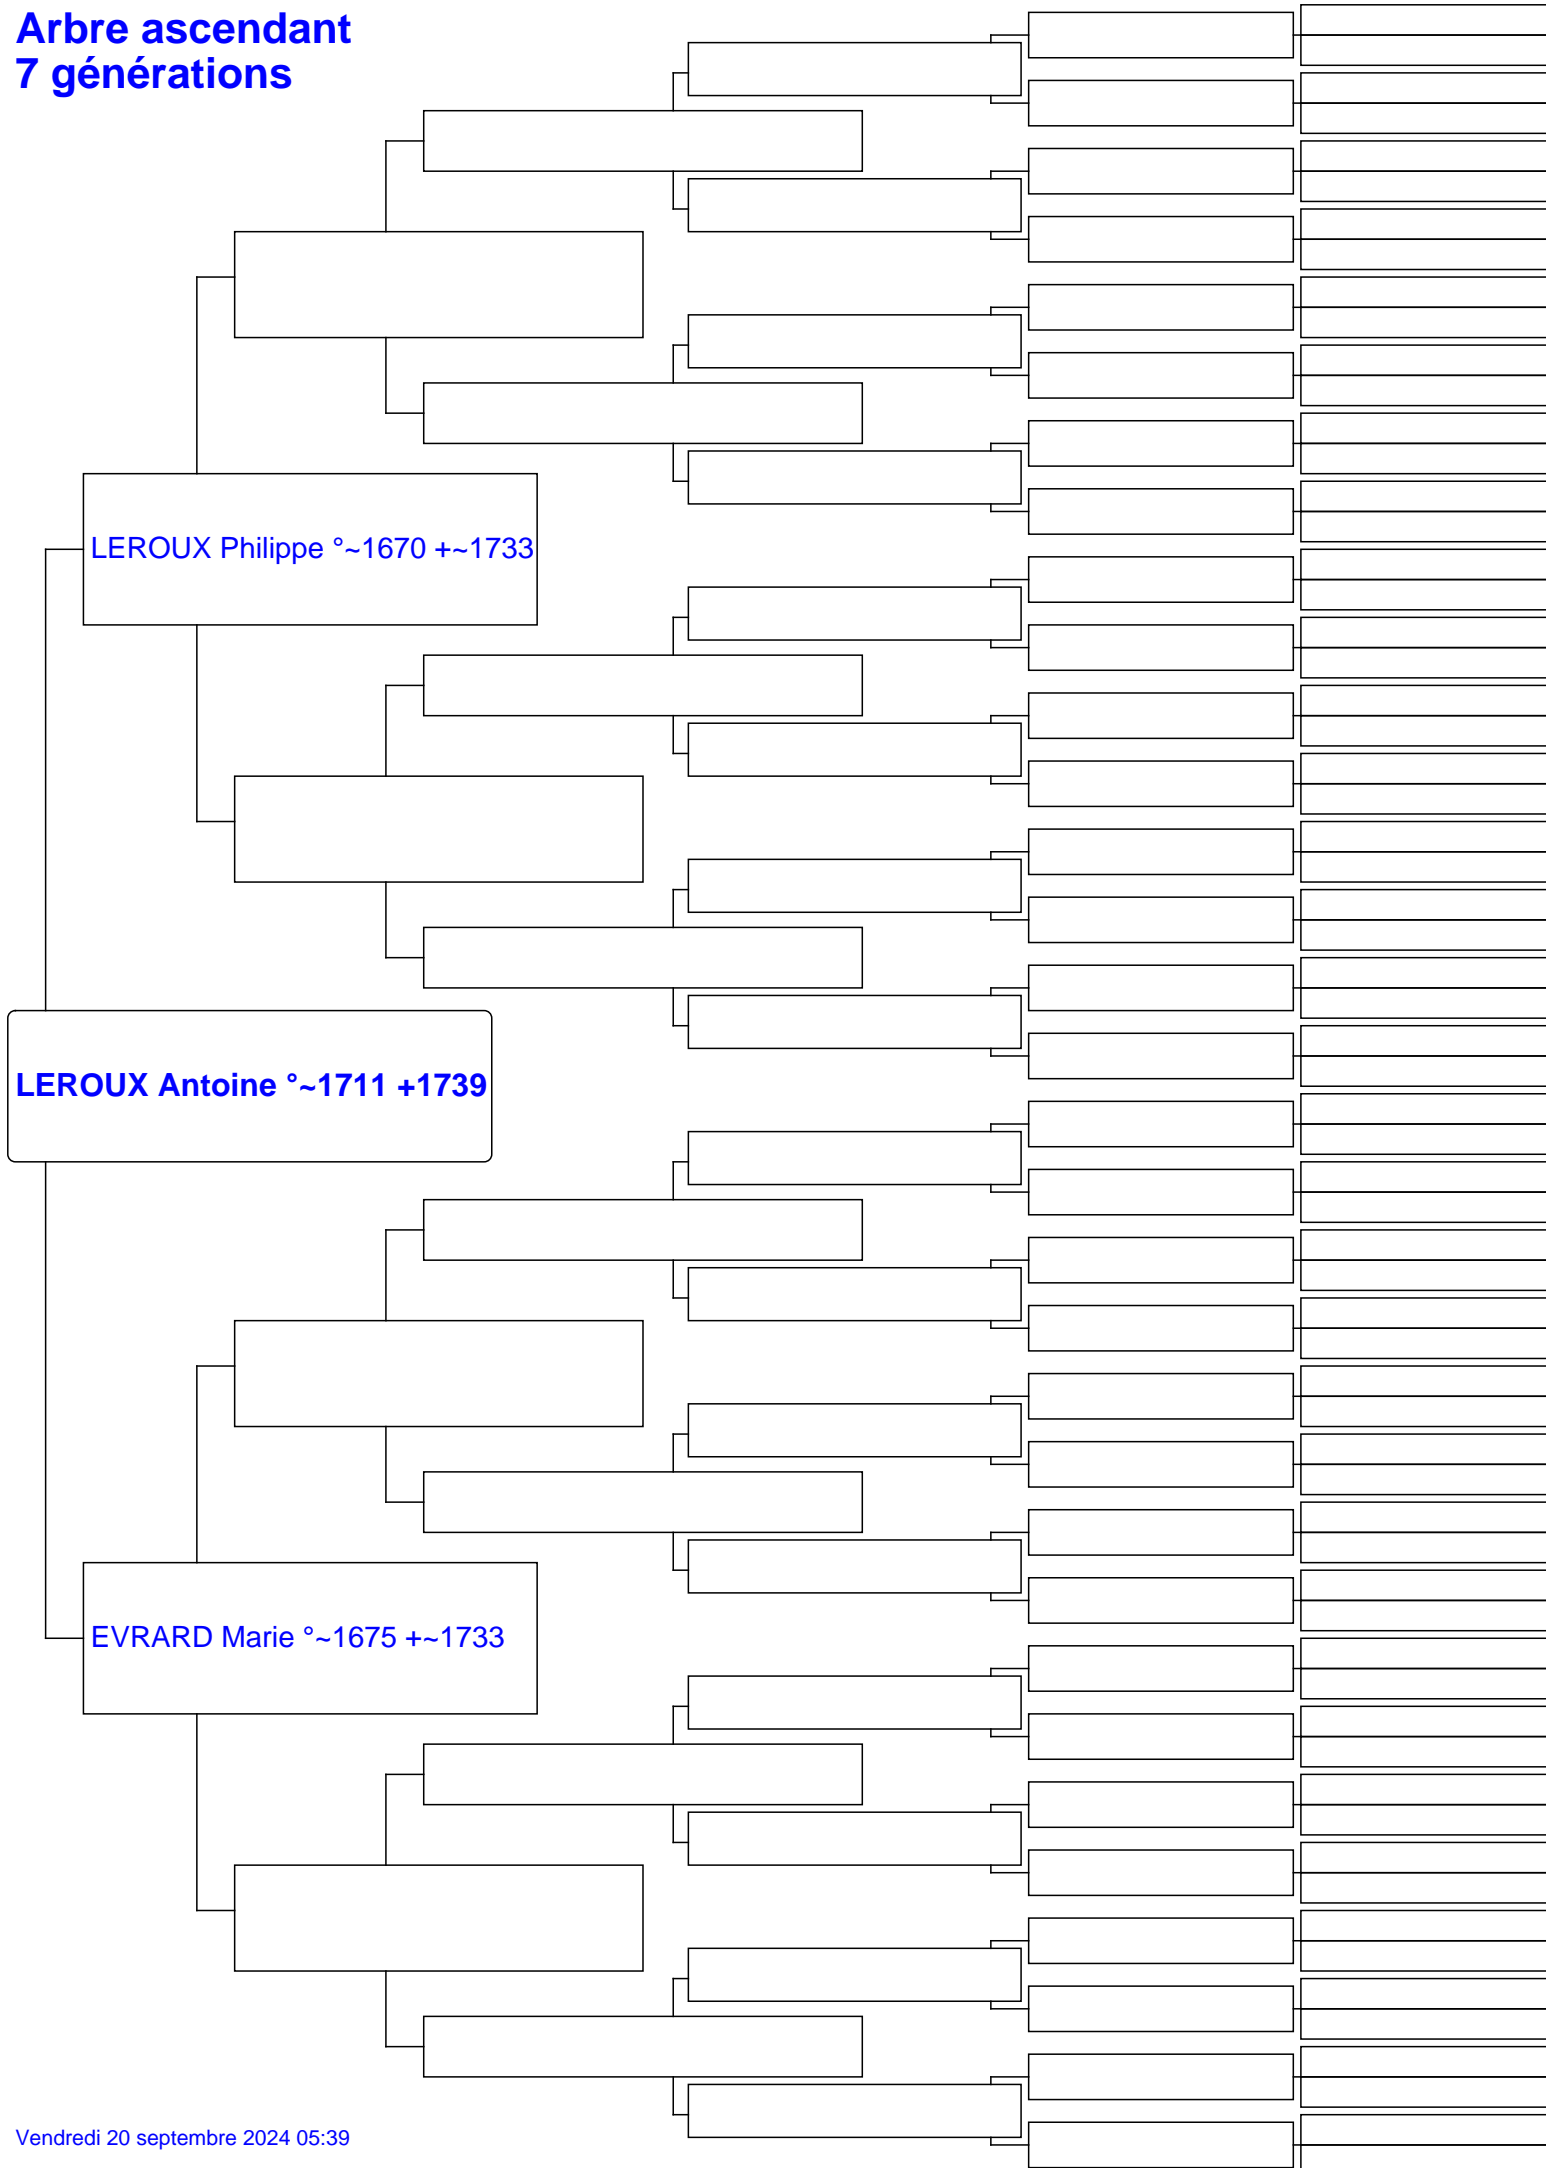 Arbre ascendant
7 générations
LEROUX Philippe °~1670 +~1733
LEROUX Antoine °~1711 +1739
EVRARD Marie °~1675 +~1733
Vendredi 20 septembre 2024 05:39